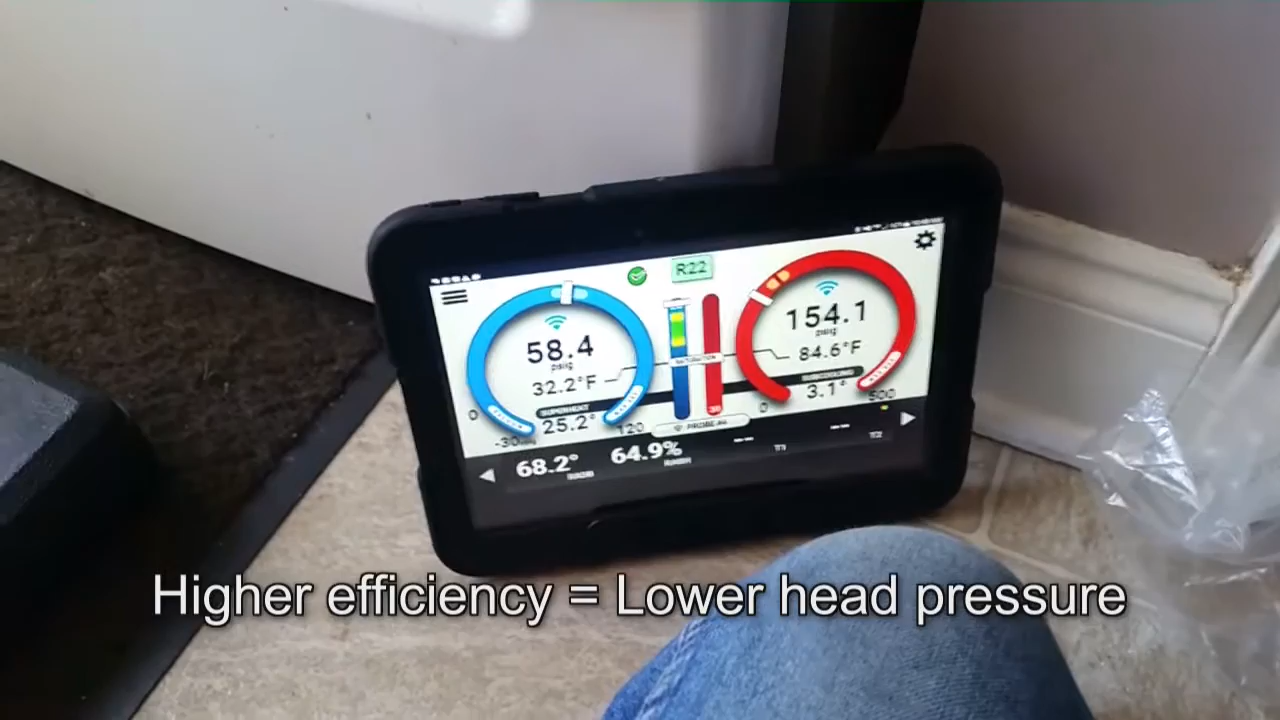 R22
58.4
psig
32.2°F
SUPERHEAT
25.2°
0
-30
120
SATURATION
154.1
psig
84.6°F
SUBCOOLING
3.1°
0
500
68.2°
64.9%
Higher efficiency = Lower head pressure